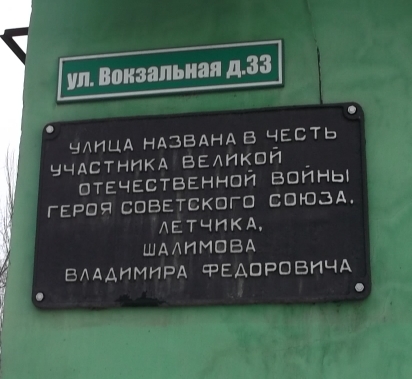 ул. Вокзальная д.33
УЛИЦА НАЗВАНА В ЧЕСТЬ
УЧАСТНИКА ВЕЛИКОЙ
ОТЕЧЕСТВЕННОЙ ВОЙНЫ
ГЕРОЯ СОВЕТСКОГО СОЮЗА.
ЛЕТЧИКА,
ШАЛИМОВА
ВЛАДИМИРА ФЕДОРОВИЧА